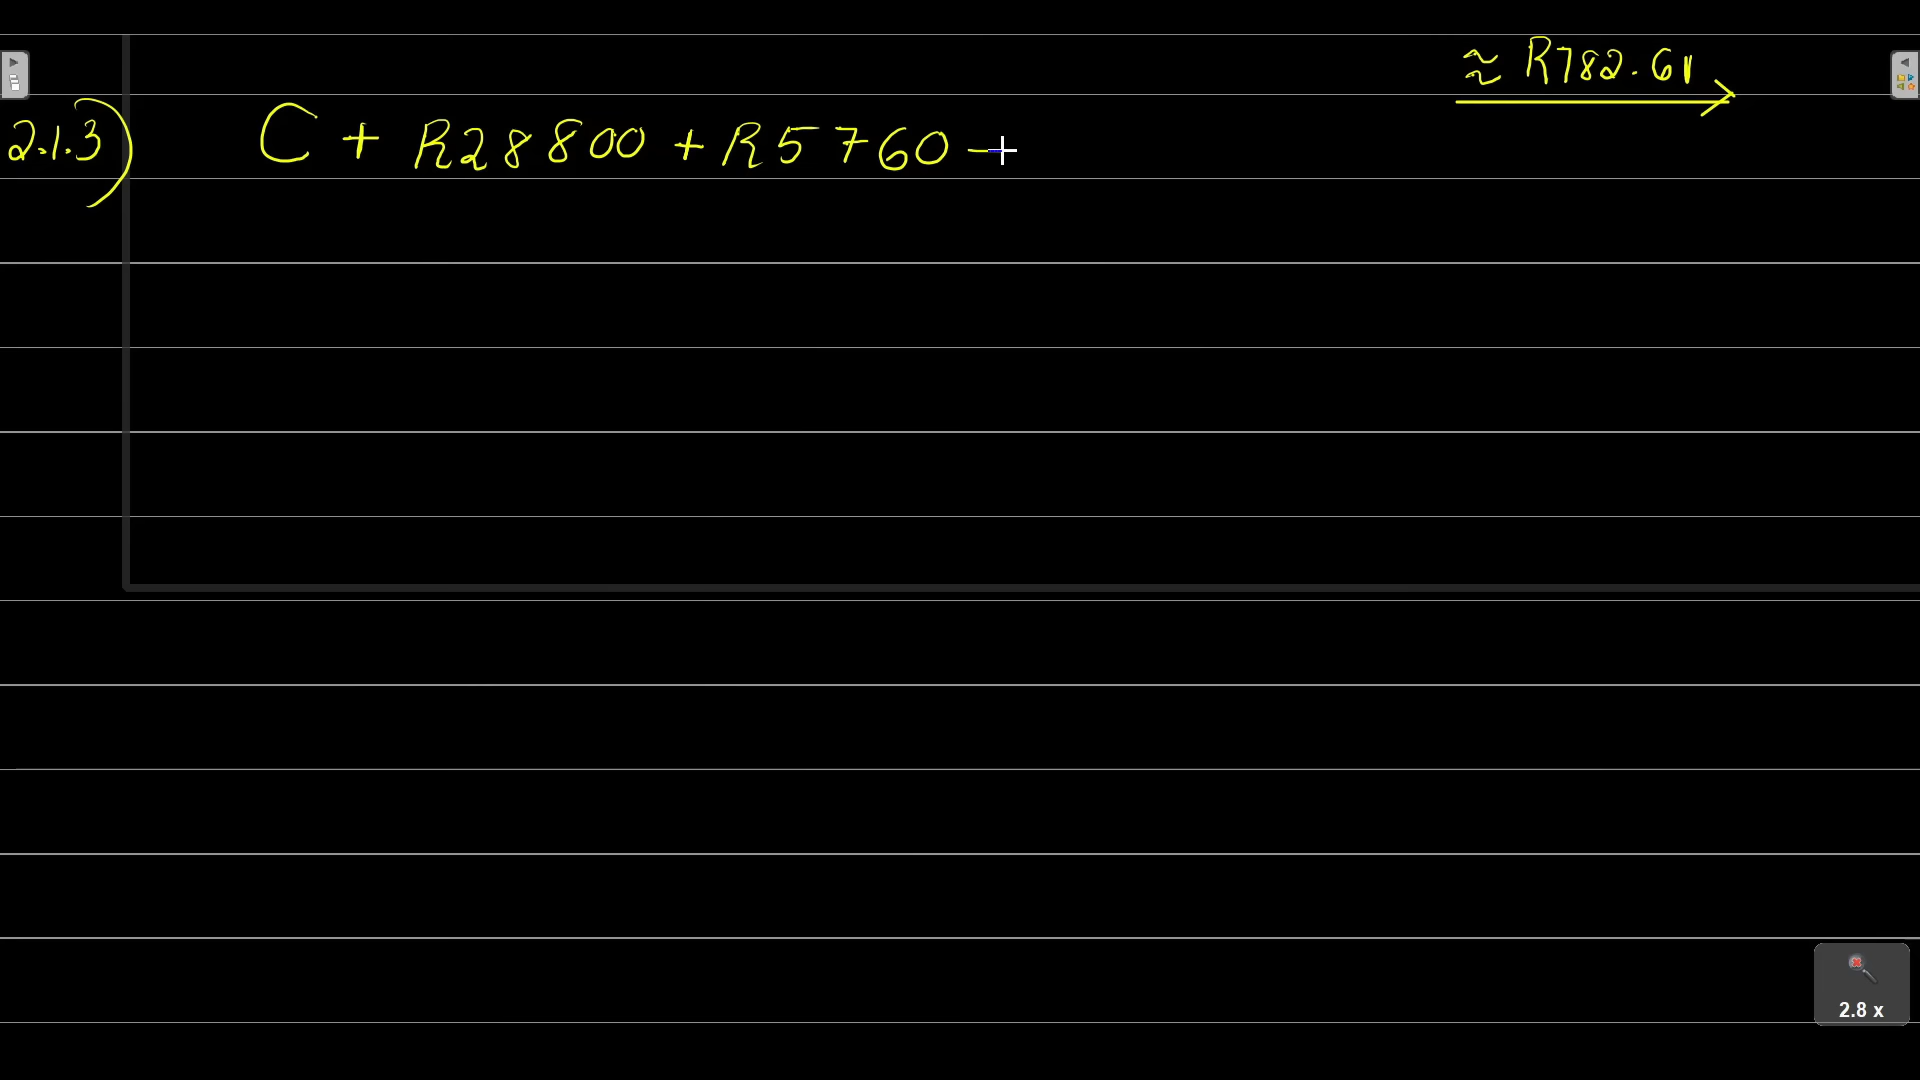 ≈ R782.61
2.1.3) C + R28800 + R5760 -
2.8 x